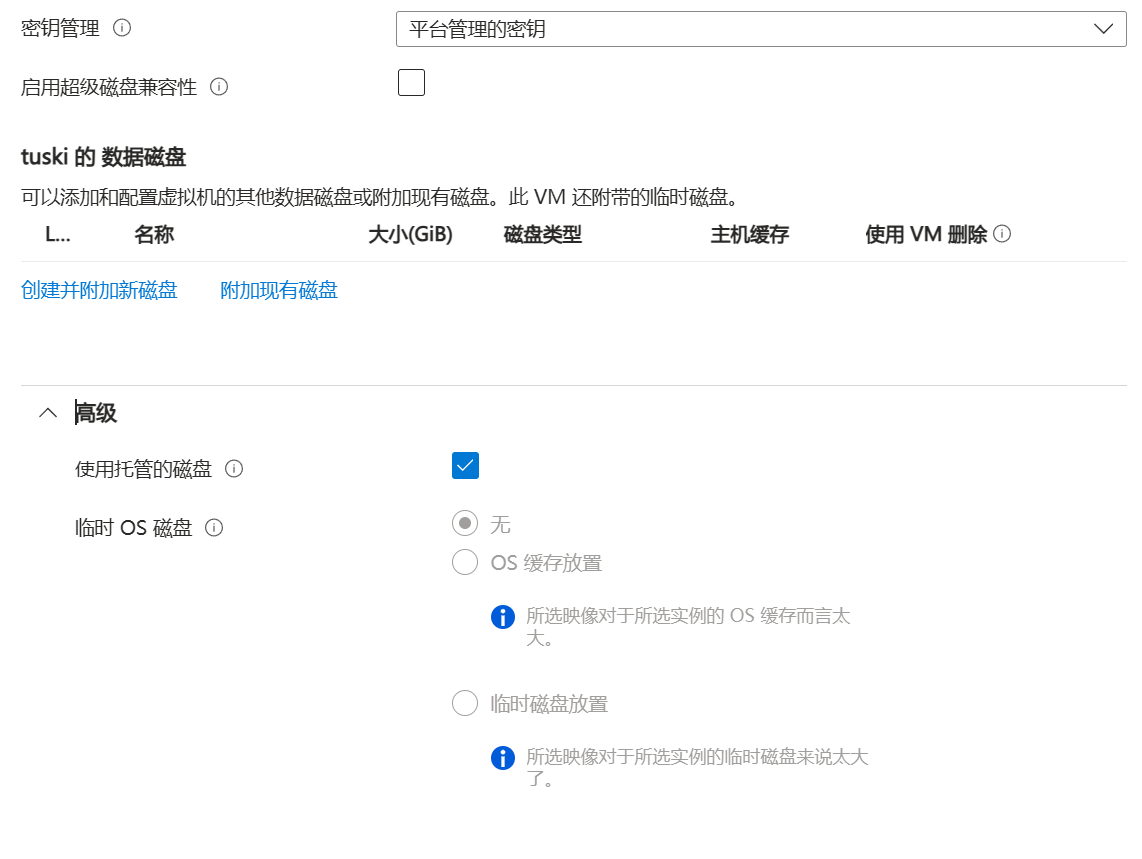 密钥管理
平台管理的密钥
启用超级磁盘兼容性
tuski 的 数据磁盘
可以添加和配置虚拟机的其他数据磁盘或附加现有磁盘。此 VM 还附带的临时磁盘。
L... 名称 大小(GiB) 磁盘类型 主机缓存 使用 VM 删除
创建并附加新磁盘 附加现有磁盘
高级
使用托管的磁盘
临时 OS 磁盘
无
OS 缓存放置
所选映像对于所选实例的 OS 缓存而言太
大。
临时磁盘放置
所选映像对于所选实例的临时磁盘来说太大
了。